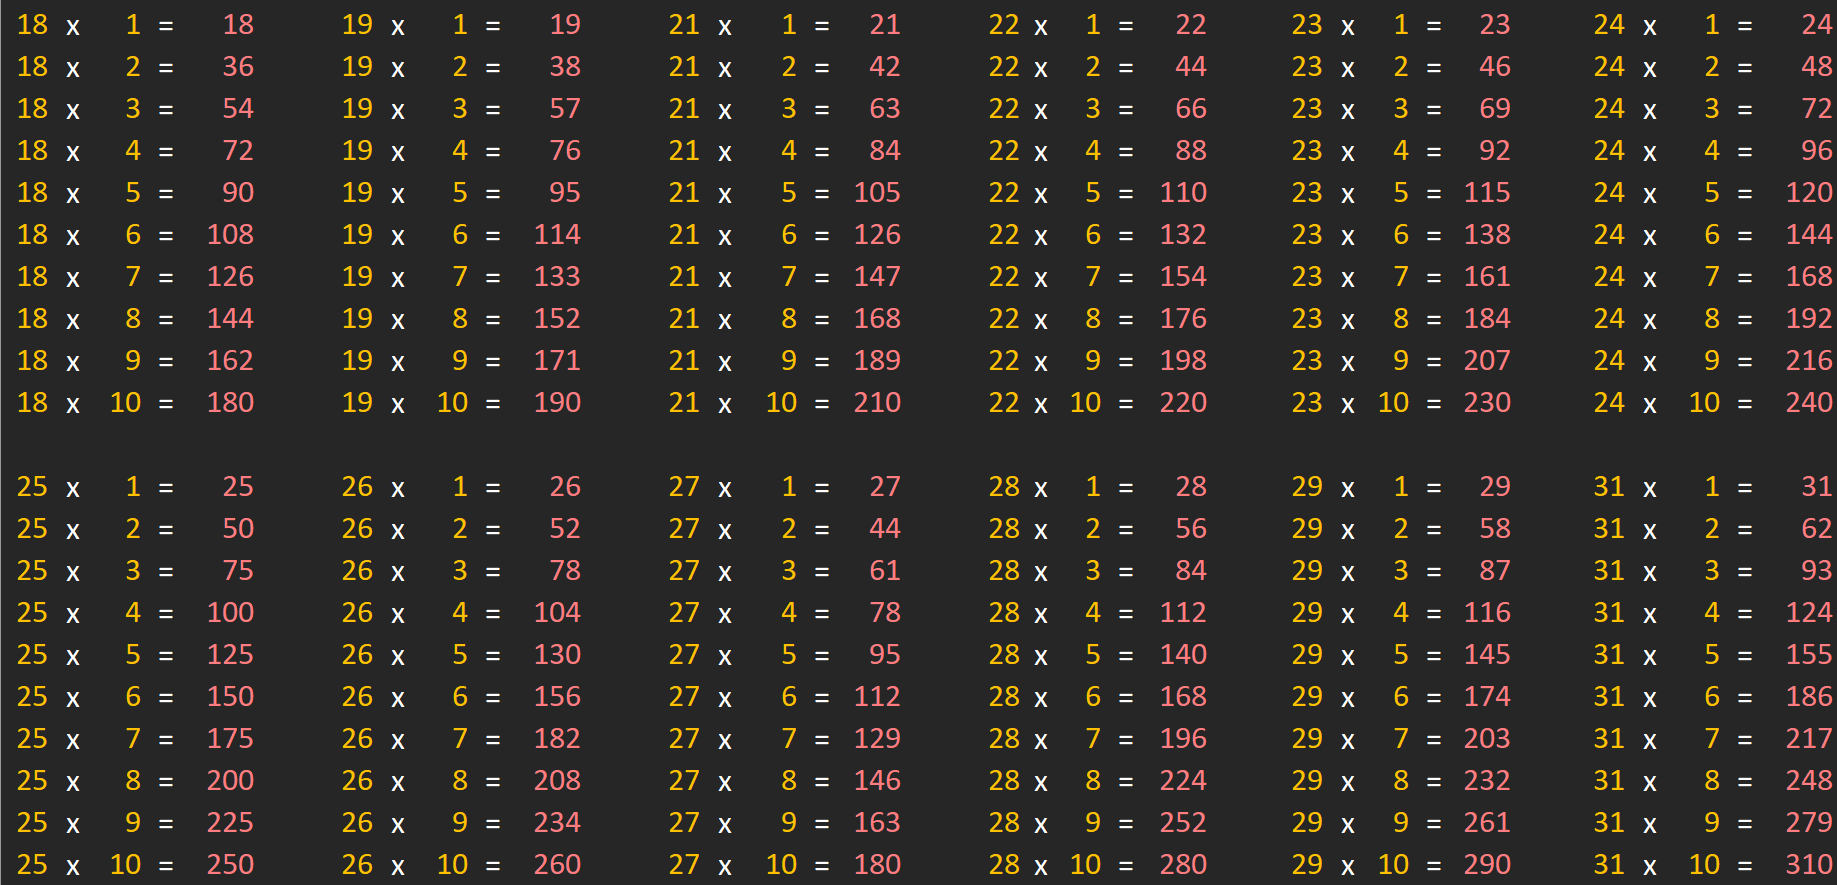 18 x 1 = 18 19 x 1 = 19 21 x 1 = 21 22 x 1 = 22 23 x 1 = 23 24 x 1 = 24
18 x 2 = 36 19 x 2 = 38 21 x 2 = 42 22 x 2 = 44 23 x 2 = 46 24 x 2 = 48
18 x 3 = 54 19 x 3 = 57 21 x 3 = 63 22 x 3 = 66 23 x 3 = 69 24 x 3 = 72
18 x 4 = 72 19 x 4 = 76 21 x 4 = 84 22 x 4 = 88 23 x 4 = 92 24 x 4 = 96
18 x 5 = 90 19 x 5 = 95 21 x 5 = 105 22 x 5 = 110 23 x 5 = 115 24 x 5 = 120
18 x 6 = 108 19 x 6 = 114 21 x 6 = 126 22 x 6 = 132 23 x 6 = 138 24 x 6 = 144
18 x 7 = 126 19 x 7 = 133 21 x 7 = 147 22 x 7 = 154 23 x 7 = 161 24 x 7 = 168
18 x 8 = 144 19 x 8 = 152 21 x 8 = 168 22 x 8 = 176 23 x 8 = 184 24 x 8 = 192
18 x 9 = 162 19 x 9 = 171 21 x 9 = 189 22 x 9 = 198 23 x 9 = 207 24 x 9 = 216
18 x 10 = 180 19 x 10 = 190 21 x 10 = 210 22 x 10 = 220 23 x 10 = 230 24 x 10 = 240
25 x 1 = 25 26 x 1 = 26 27 x 1 = 27 28 x 1 = 28 29 x 1 = 29 31 x 1 = 31
25 x 2 = 50 26 x 2 = 52 27 x 2 = 44 28 x 2 = 56 29 x 2 = 58 31 x 2 = 62
25 x 3 = 75 26 x 3 = 78 27 x 3 = 61 28 x 3 = 84 29 x 3 = 87 31 x 3 = 93
25 x 4 = 100 26 x 4 = 104 27 x 4 = 78 28 x 4 = 112 29 x 4 = 116 31 x 4 = 124
25 x 5 = 125 26 x 5 = 130 27 x 5 = 95 28 x 5 = 140 29 x 5 = 145 31 x 5 = 155
25 x 6 = 150 26 x 6 = 156 27 x 6 = 112 28 x 6 = 168 29 x 6 = 174 31 x 6 = 186
25 x 7 = 175 26 x 7 = 182 27 x 7 = 129 28 x 7 = 196 29 x 7 = 203 31 x 7 = 217
25 x 8 = 200 26 x 8 = 208 27 x 8 = 146 28 x 8 = 224 29 x 8 = 232 31 x 8 = 248
25 x 9 = 225 26 x 9 = 234 27 x 9 = 163 28 x 9 = 252 29 x 9 = 261 31 x 9 = 279
25 x 10 = 250 26 x 10 = 260 27 x 10 = 180 28 x 10 = 280 29 x 10 = 290 31 x 10 = 310